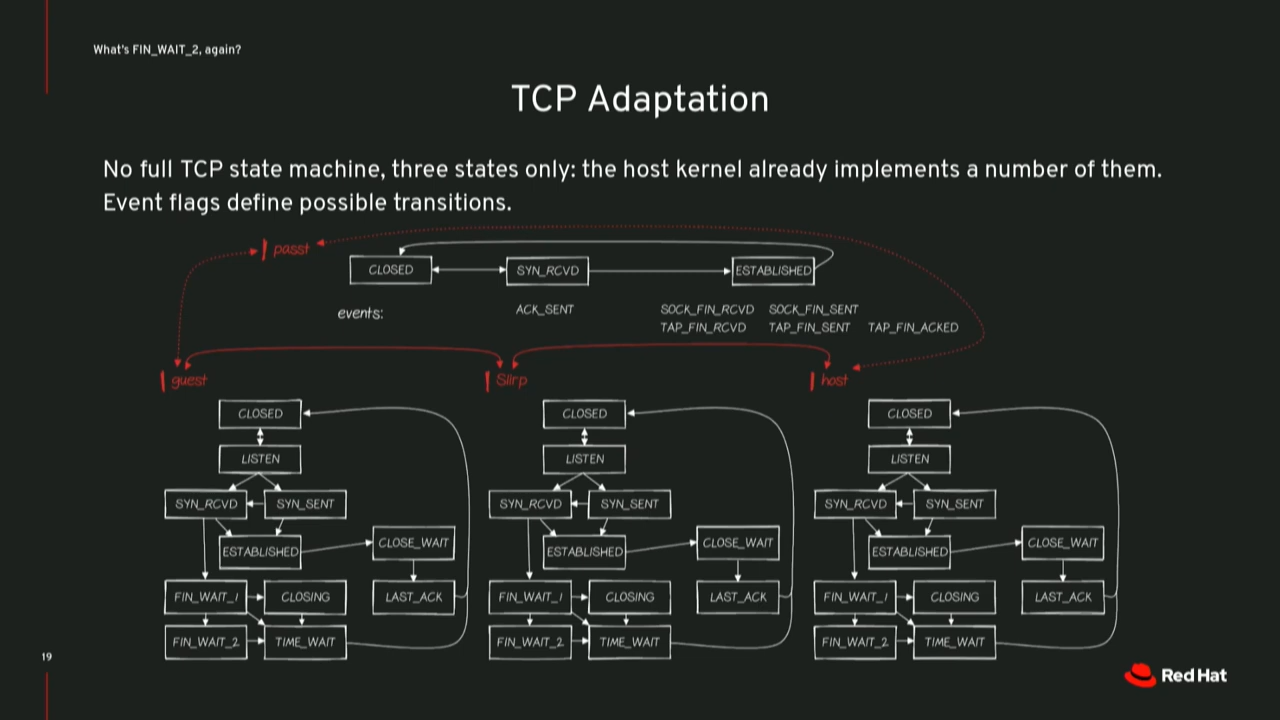 What's FIN_WAIT_2, again?
TCP Adaptation
No full TCP state machine, three states only: the host kernel already implements a number of them.
Event flags define possible transitions.
passt
CLOSED SYN_RCVD ESTABLISHED
events: ACK_SENT SOCK_FIN_RCVD SOCK_FIN_SENT
TAP_FIN_RCVD TAP_FIN_SENT TAP_FIN_ACKED
guest
CLOSED
LISTEN
SYN_RCVD SYN_SENT
ESTABLISHED CLOSE_WAIT
FIN_WAIT_1 CLOSING LAST_ACK
FIN_WAIT_2 TIME_WAIT
Slirp
CLOSED
LISTEN
SYN_RCVD SYN_SENT
ESTABLISHED CLOSE_WAIT
FIN_WAIT_1 CLOSING LAST_ACK
FIN_WAIT_2 TIME_WAIT
host
CLOSED
LISTEN
SYN_RCVD SYN_SENT
ESTABLISHED CLOSE_WAIT
FIN_WAIT_1 CLOSING LAST_ACK
FIN_WAIT_2 TIME_WAIT
19
Red Hat